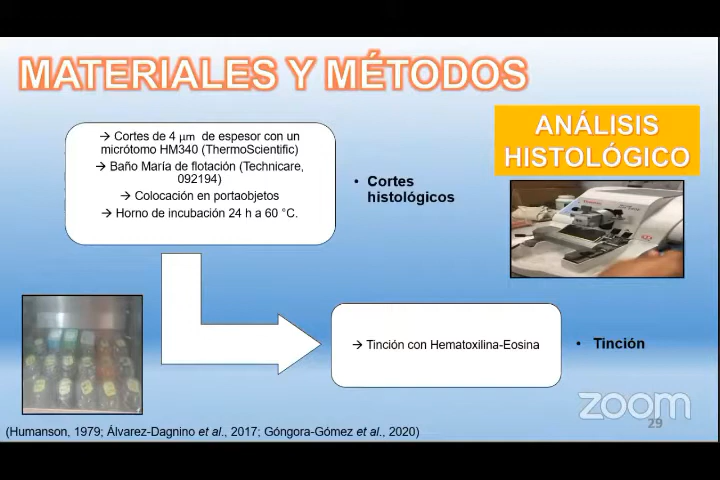 MATERIALES Y MÉTODOS
→ Cortes de 4 μm de espesor con un
micrótomo HM340 (ThermoScientific)
→ Baño María de flotación (Technicare,
092194)
→ Colocación en portaobjetos
→ Horno de incubación 24 h a 60 °C.
• Cortes
histológicos
ANÁLISIS
HISTOLÓGICO
→ Tinción con Hematoxilina-Eosina
• Tinción
zoom
29
(Humanson, 1979; Álvarez-Dagnino et al., 2017; Góngora-Gómez et al., 2020)